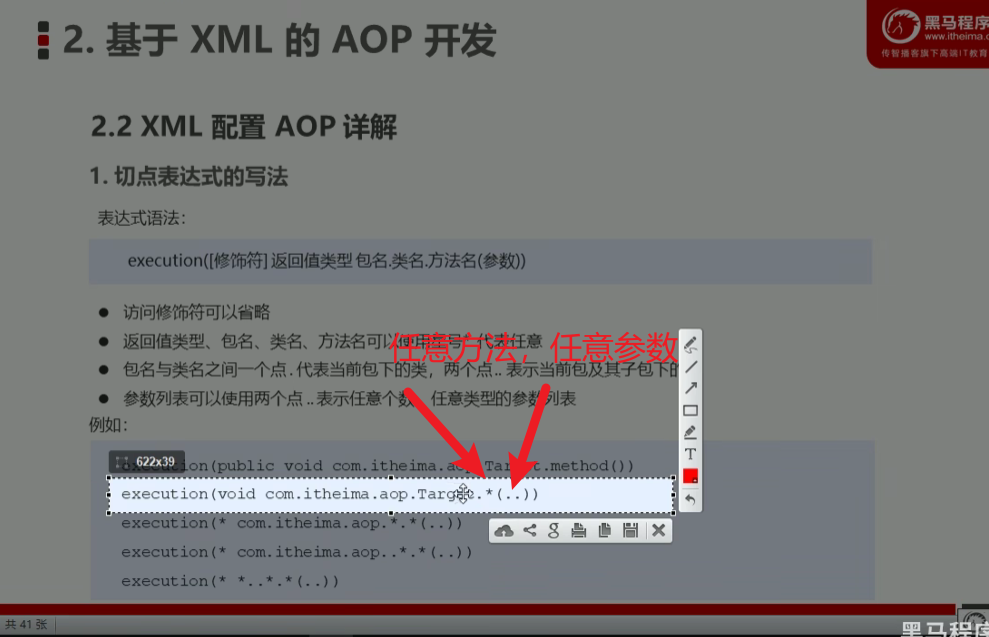 2. 基于 XML 的 AOP 开发
黑马程序
www.itheima.c
传智播客旗下高端IT教育
2.2 XML 配置 AOP 详解
1. 切点表达式的写法
表达式语法：
execution([修饰符] 返回值类型 包名.类名.方法名(参数))
● 访问修饰符可以省略
● 返回值类型、包名、类名、方法名可以使用星号* 代表任意
任意方法，任意参数
● 包名与类名之间一个点 . 代表当前包下的类，两个点 .. 表示当前包及其子包下的
● 参数列表可以使用两个点 .. 表示任意个数，任意类型的参数列表
例如：
622x39
execution(public void com.itheima.aop.Target.method())
execution(void com.itheima.aop.Target.*(..))
execution(* com.itheima.aop.*.*(..))
execution(* com.itheima.aop..*.*(..))
execution(* *..*.*(..))
T
共 41 张
黑马程序